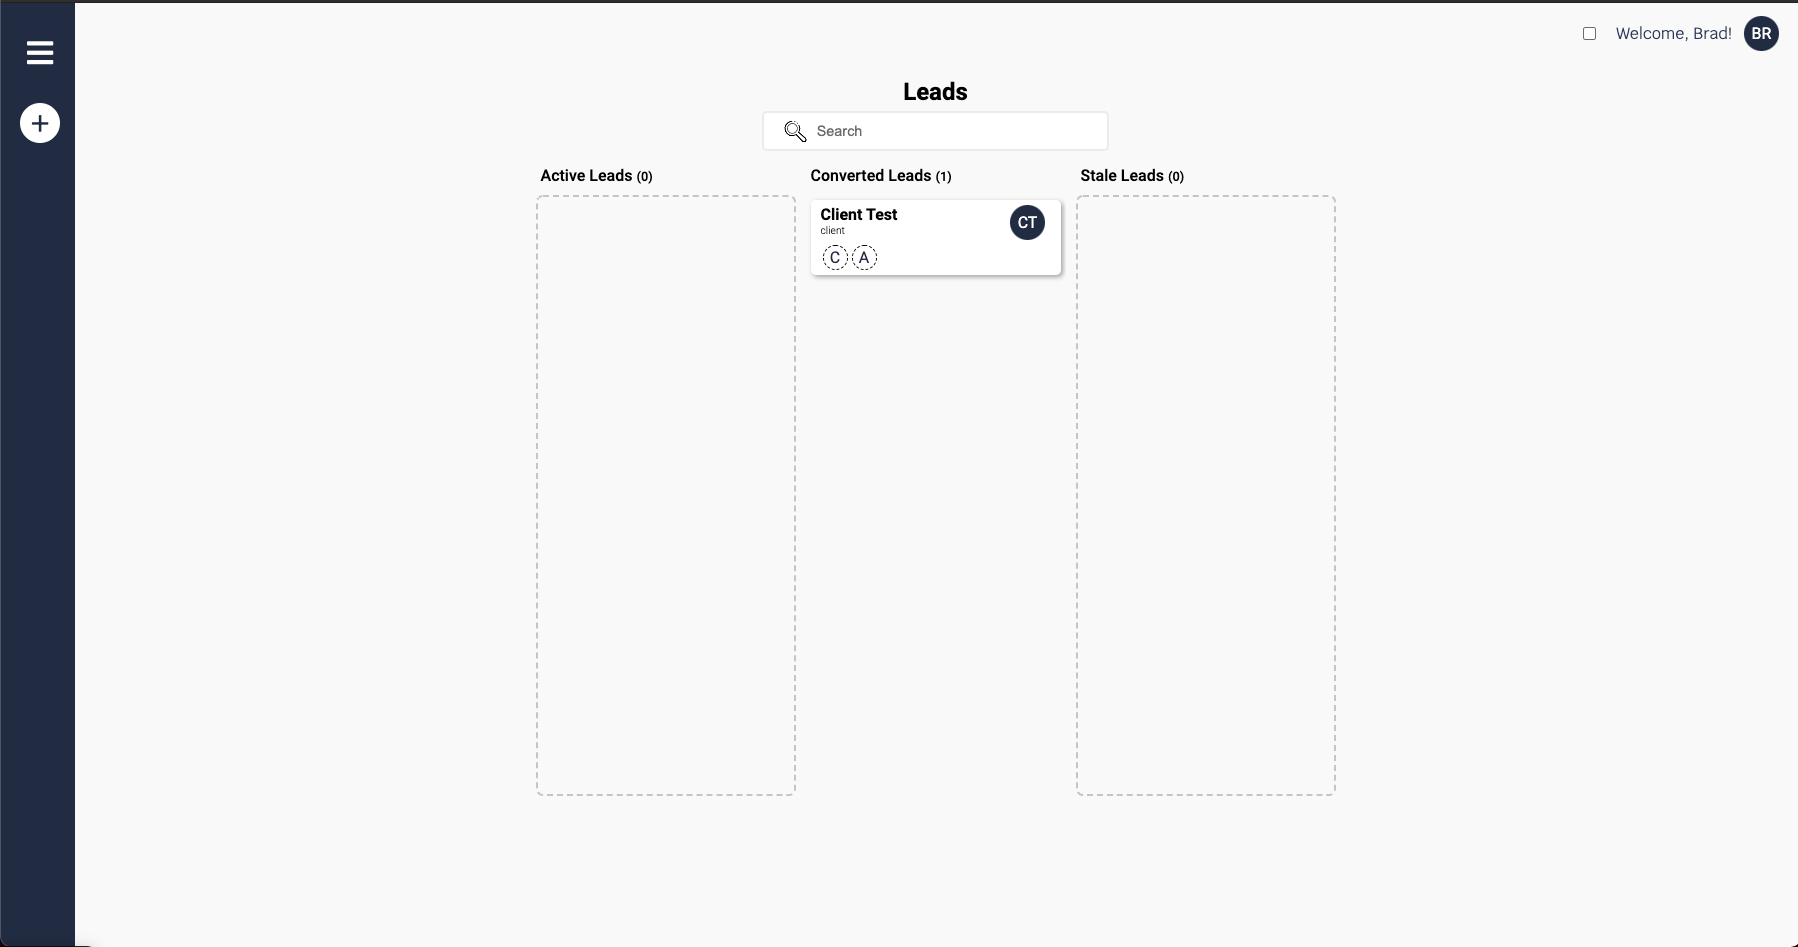 Welcome, Brad! BR
Leads
Search
Active Leads (0)
Converted Leads (1)
Stale Leads (0)
Client Test
CT
client
C A